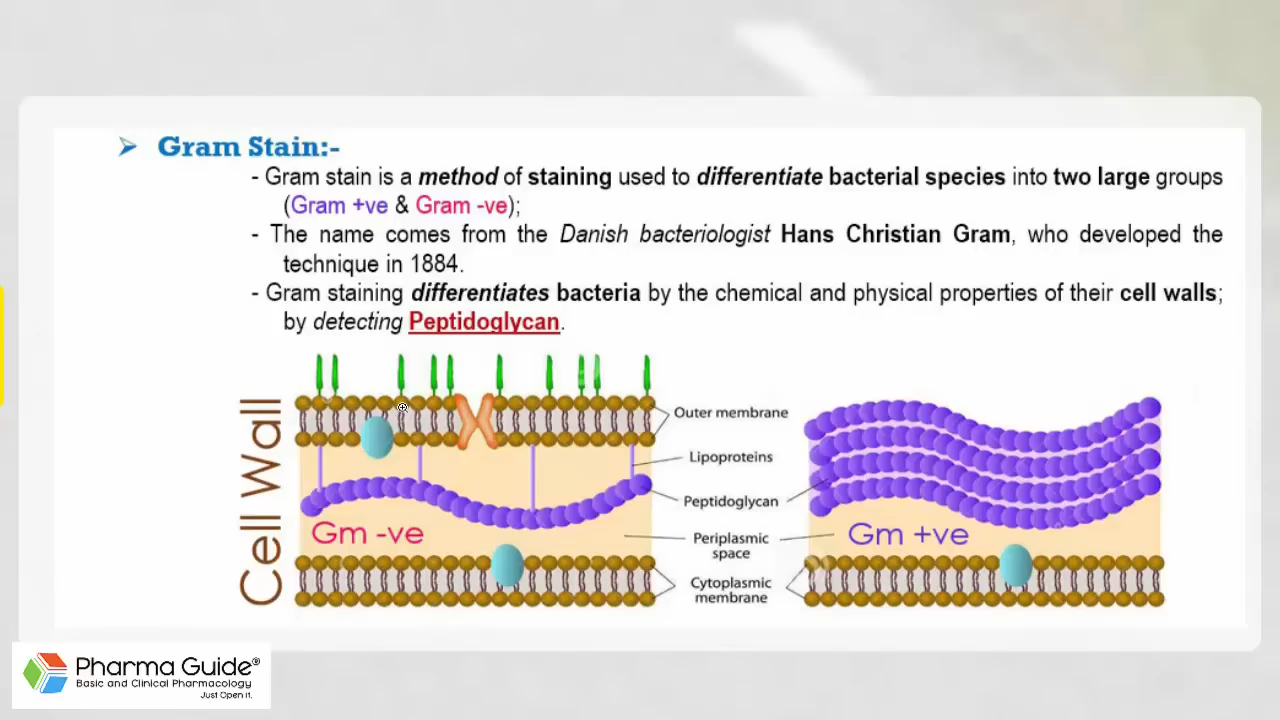 ➢ Gram Stain:-
- Gram stain is a method of staining used to differentiate bacterial species into two large groups
(Gram +ve & Gram -ve);
- The name comes from the Danish bacteriologist Hans Christian Gram, who developed the
technique in 1884.
- Gram staining differentiates bacteria by the chemical and physical properties of their cell walls;
by detecting Peptidoglycan.
Cell Wall
Outer membrane
Lipoproteins
Peptidoglycan
Gm -ve
Periplasmic
space
Gm +ve
Cytoplasmic
membrane
Pharma Guide®
Basic and Clinical Pharmacology
Just Open it.